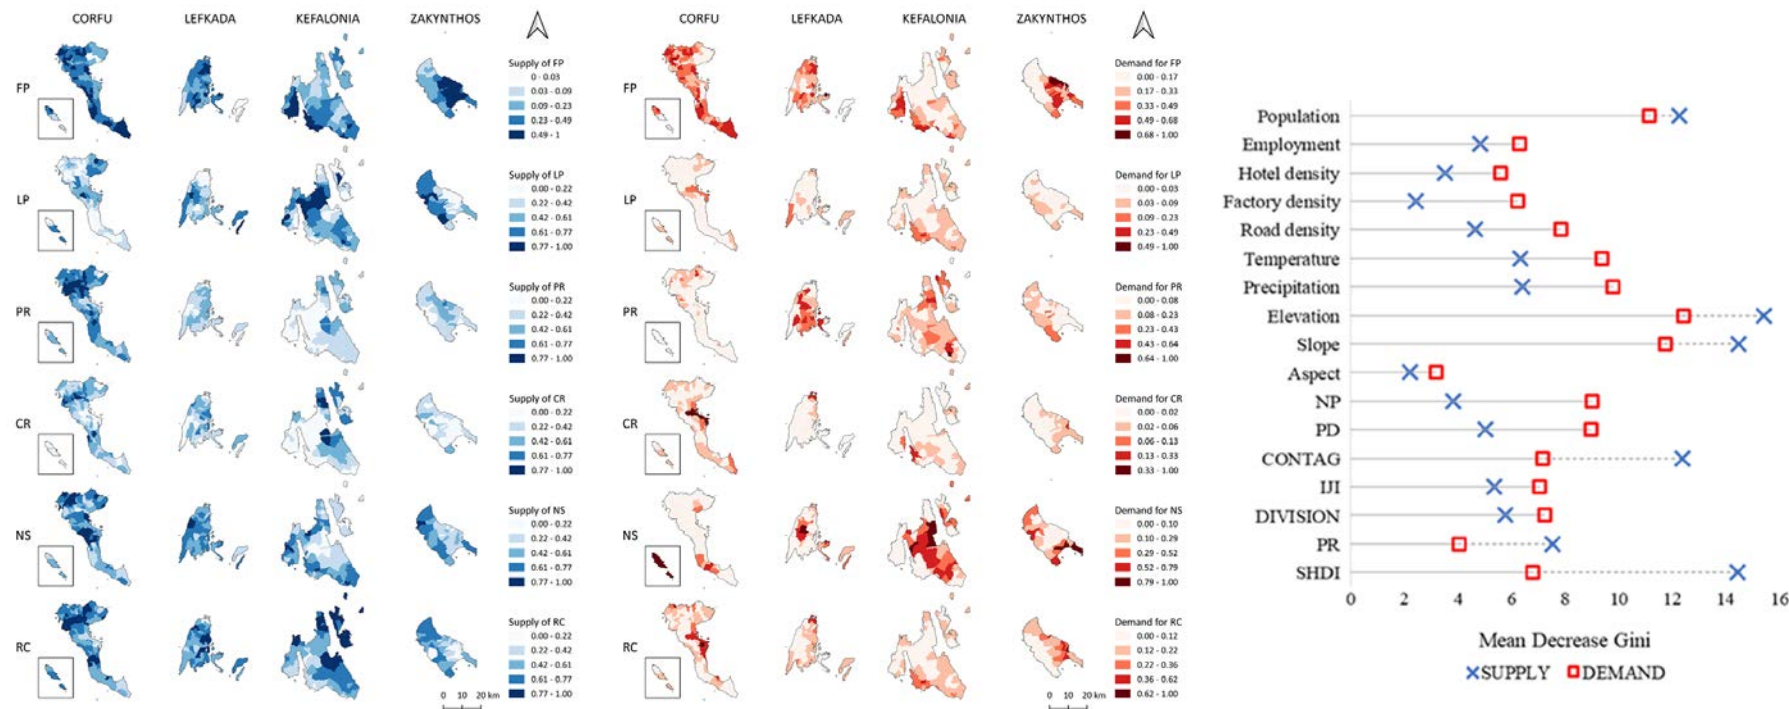 CORFU LEFKADA KEFALONIA ZAKYNTHOS
FP
Supply of FP
0 - 0.03
0.03 - 0.09
0.09 - 0.23
0.23 - 0.49
0.49 - 1
LP
Supply of LP
0.00 - 0.22
0.22 - 0.42
0.42 - 0.61
0.61 - 0.77
0.77 - 1.00
PR
Supply of PR
0.00 - 0.22
0.22 - 0.42
0.42 - 0.61
0.61 - 0.77
0.77 - 1.00
CR
Supply of CR
0.00 - 0.22
0.22 - 0.42
0.42 - 0.61
0.61 - 0.77
0.77 - 1.00
NS
Supply of NS
0.00 - 0.22
0.22 - 0.42
0.42 - 0.61
0.61 - 0.77
0.77 - 1.00
RC
Supply of RC
0.00 - 0.22
0.22 - 0.42
0.42 - 0.61
0.61 - 0.77
0.77 - 1.00
0 10 20 km
CORFU LEFKADA KEFALONIA ZAKYNTHOS
FP
Demand for FP
0.00 - 0.17
0.17 - 0.33
0.33 - 0.49
0.49 - 0.68
0.68 - 1.00
LP
Demand for LP
0.00 - 0.03
0.03 - 0.09
0.09 - 0.23
0.23 - 0.49
0.49 - 1.00
PR
Demand for PR
0.00 - 0.08
0.08 - 0.23
0.23 - 0.43
0.43 - 0.64
0.64 - 1.00
CR
Demand for CR
0.00 - 0.02
0.02 - 0.06
0.06 - 0.13
0.13 - 0.33
0.33 - 1.00
NS
Demand for NS
0.00 - 0.10
0.10 - 0.29
0.29 - 0.52
0.52 - 0.79
0.79 - 1.00
RC
Demand for RC
0.00 - 0.12
0.12 - 0.22
0.22 - 0.36
0.36 - 0.62
0.62 - 1.00
0 10 20 km
Population
Employment
Hotel density
Factory density
Road density
Temperature
Precipitation
Elevation
Slope
Aspect
NP
PD
CONTAG
IJI
DIVISION
PR
SHDI
0 2 4 6 8 10 12 14 16
Mean Decrease Gini
SUPPLY DEMAND